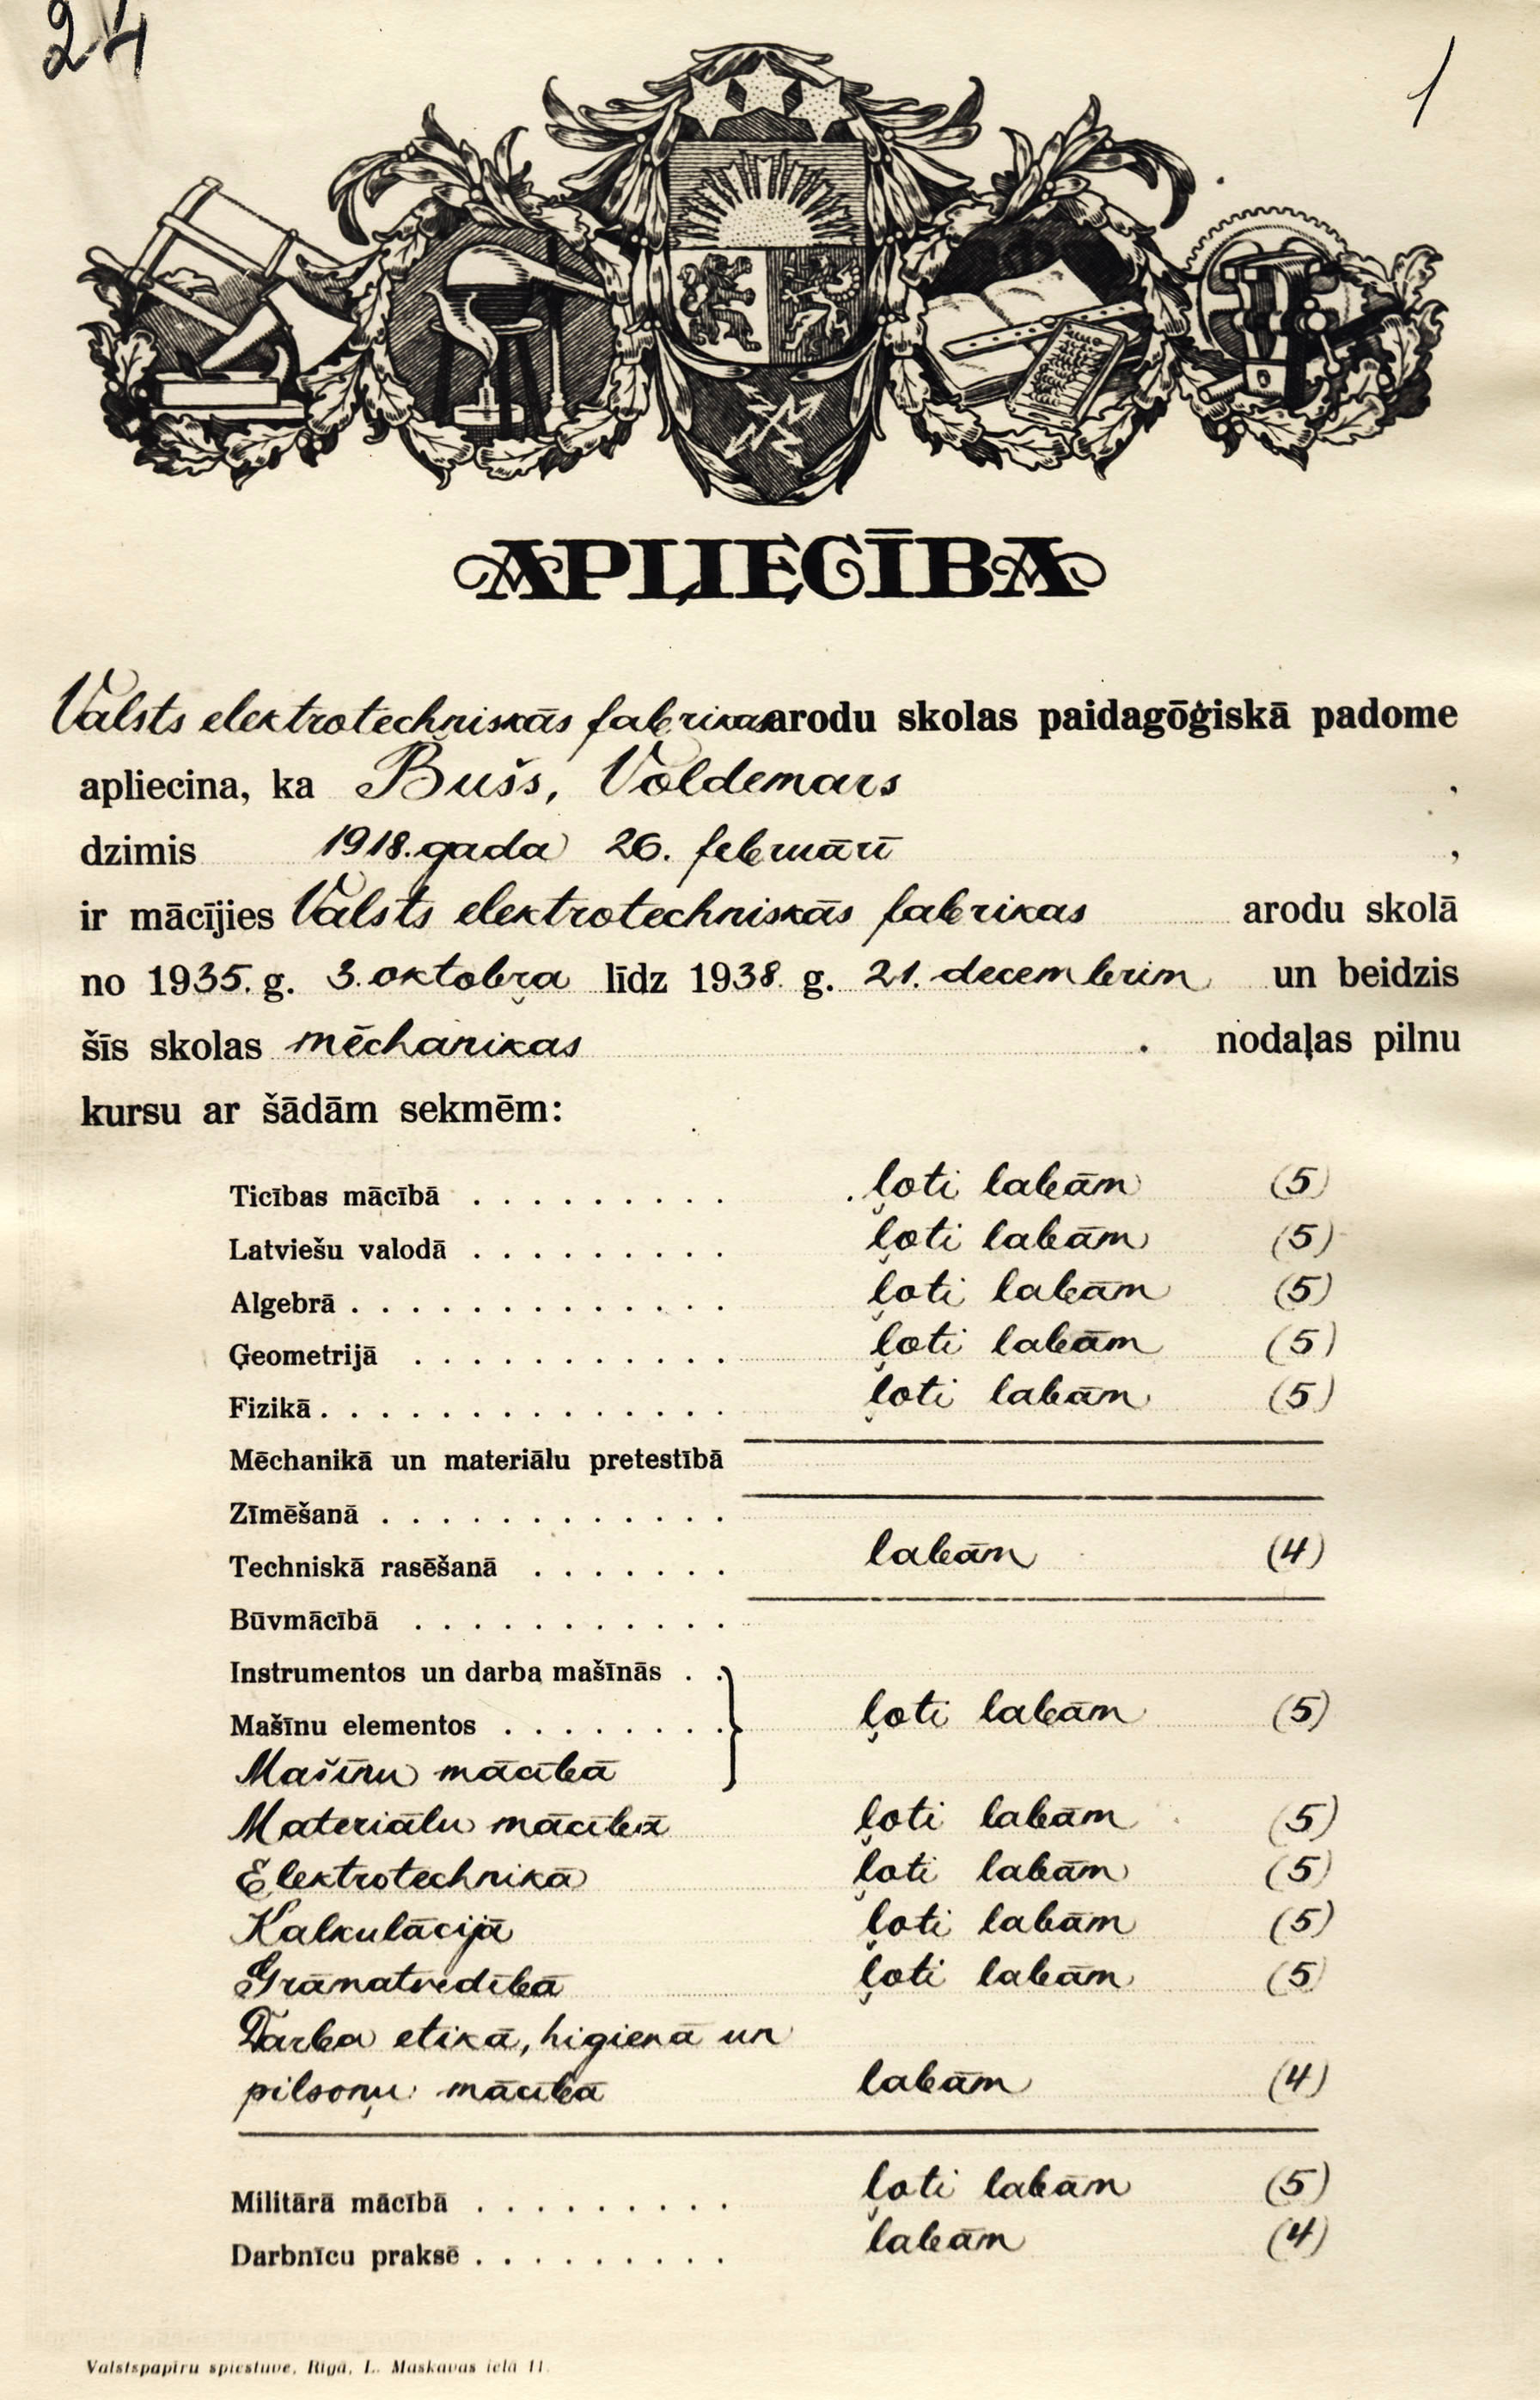 24
1
APLIECĪBA
Valsts elektrotechniskās fabrikas arodu skolas paidagōģiskā padome
apliecina, ka Bušs, Voldemars ,
dzimis 1918. gada 26. februārī ,
ir mācījies Valsts elektrotechniskās fabrikas arodu skolā
no 1935. g. 3. oktobŗa līdz 1938. g. 21. decembrim un beidzis
šīs skolas mēchanikas nodaļas pilnu
kursu ar šādām sekmēm:
Ticības mācībā . . . . . . . . . ļoti labām (5)
Latviešu valodā . . . . . . . . . ļoti labām (5)
Algebrā . . . . . . . . . . . . . ļoti labām (5)
Ģeometrijā . . . . . . . . . . . ļoti labām (5)
Fizikā . . . . . . . . . . . . . . ļoti labām (5)
Mēchanikā un materiālu pretestībā
Zīmēšanā . . . . . . . . . . . .
Techniskā rasēšanā . . . . . . . labām (4)
Būvmācībā . . . . . . . . . . .
Instrumentos un darba mašīnās . .
Mašīnu elementos . . . . . . . . ļoti labām (5)
Mašīnu mācībā
Materiālu mācībā ļoti labām (5)
Elektrotechnikā ļoti labām (5)
Kalkulācijā ļoti labām (5)
Grāmatvedībā ļoti labām (5)
Darba etikā, higienā un
pilsoņu mācībā labām (4)
Militārā mācībā . . . . . . . . . ļoti labām (5)
Darbnīcu praksē . . . . . . . . . labām (4)
Valstspapīru spiestuve, Rīgā, L. Maskavas ielā 11.